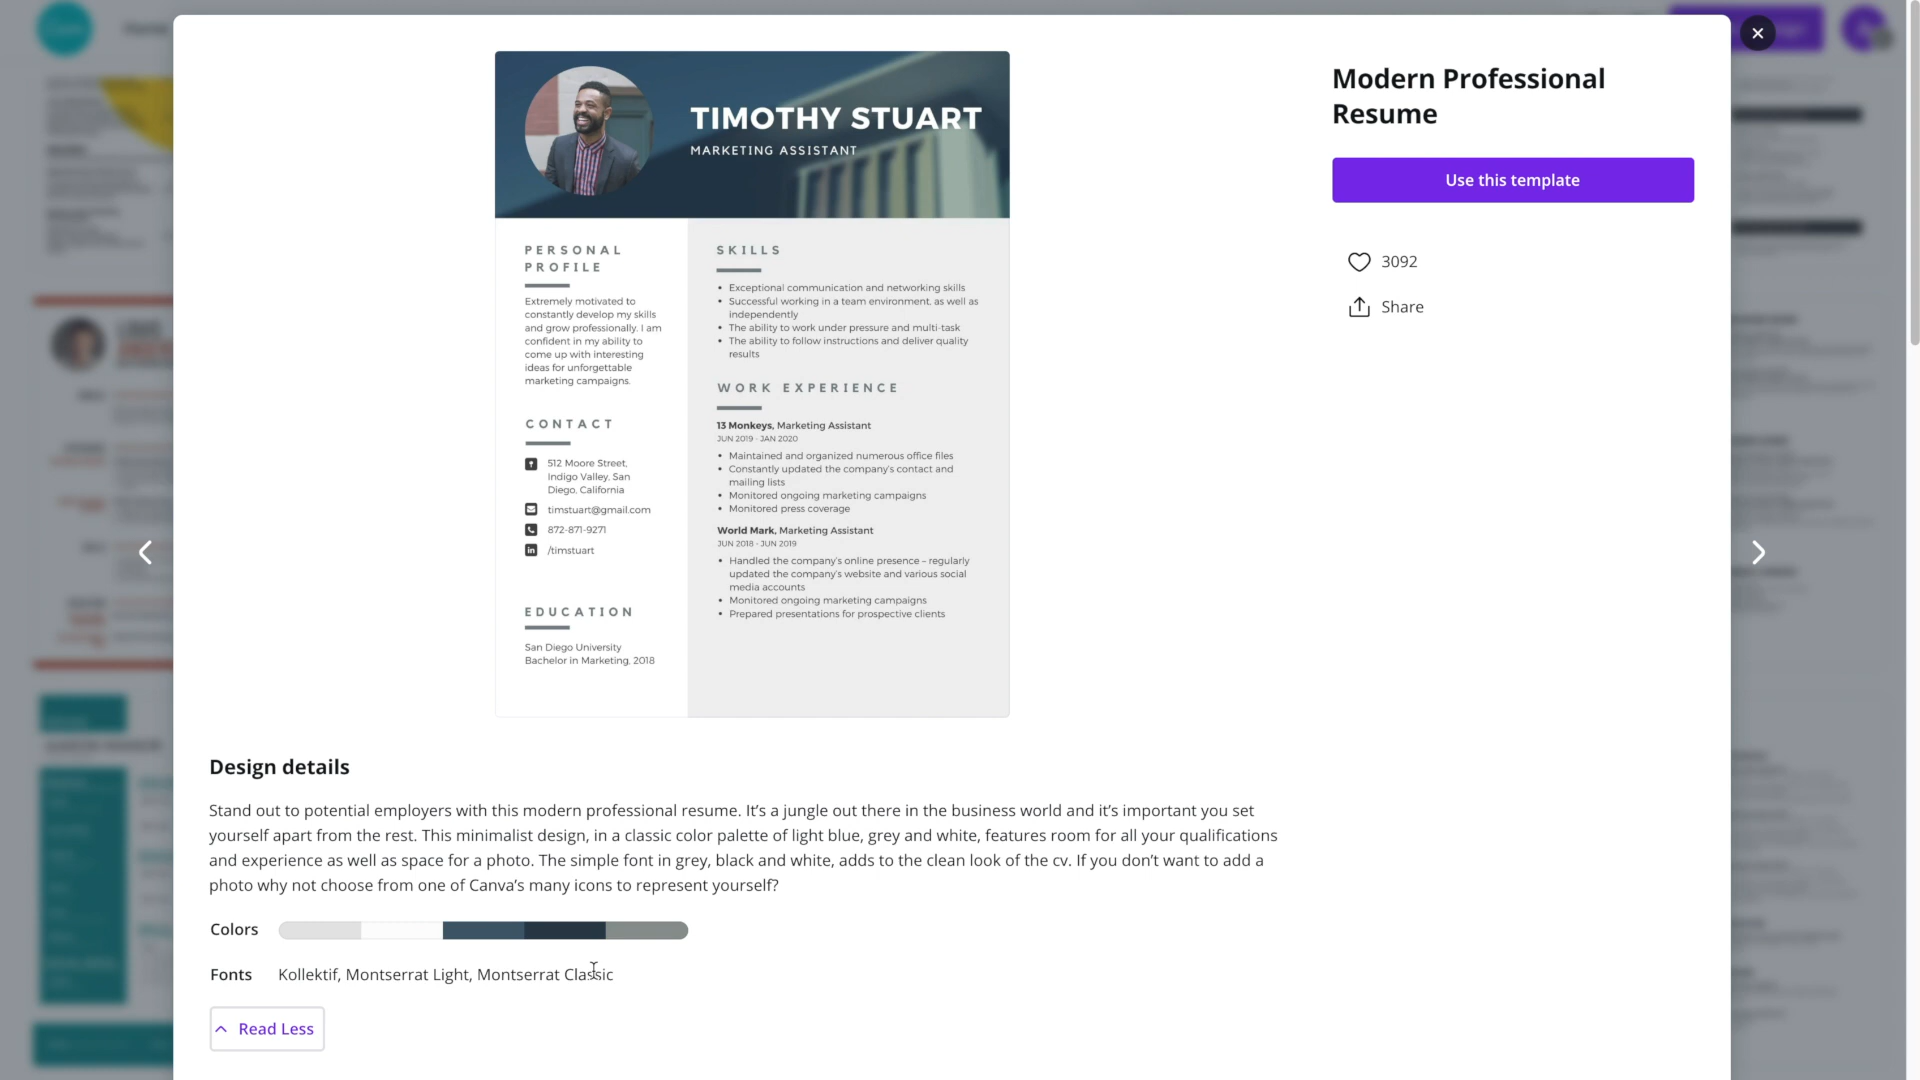 TIMOTHY STUART
MARKETING ASSISTANT
PERSONAL
PROFILE
Extremely motivated to
constantly develop my skills
and grow professionally. I am
confident in my ability to
come up with interesting
ideas for unforgettable
marketing campaigns.
CONTACT
512 Moore Street,
Indigo Valley, San
Diego, California
timstuart@gmail.com
872-871-9271
/timstuart
EDUCATION
San Diego University
Bachelor in Marketing, 2018
SKILLS
• Exceptional communication and networking skills
• Successful working in a team environment, as well as
independently
• The ability to work under pressure and multi-task
• The ability to follow instructions and deliver quality
results
WORK EXPERIENCE
13 Monkeys, Marketing Assistant
JUN 2019 - JAN 2020
• Maintained and organized numerous office files
• Constantly updated the company's contact and
mailing lists
• Monitored ongoing marketing campaigns
• Monitored press coverage
World Mark, Marketing Assistant
JUN 2018 - JUN 2019
• Handled the company's online presence – regularly
updated the company's website and various social
media accounts
• Monitored ongoing marketing campaigns
• Prepared presentations for prospective clients
Modern Professional
Resume
Use this template
3092
Share
Design details
Stand out to potential employers with this modern professional resume. It’s a jungle out there in the business world and it’s important you set
yourself apart from the rest. This minimalist design, in a classic color palette of light blue, grey and white, features room for all your qualifications
and experience as well as space for a photo. The simple font in grey, black and white, adds to the clean look of the cv. If you don’t want to add a
photo why not choose from one of Canva’s many icons to represent yourself?
Colors
Fonts Kollektif, Montserrat Light, Montserrat Classic
Read Less